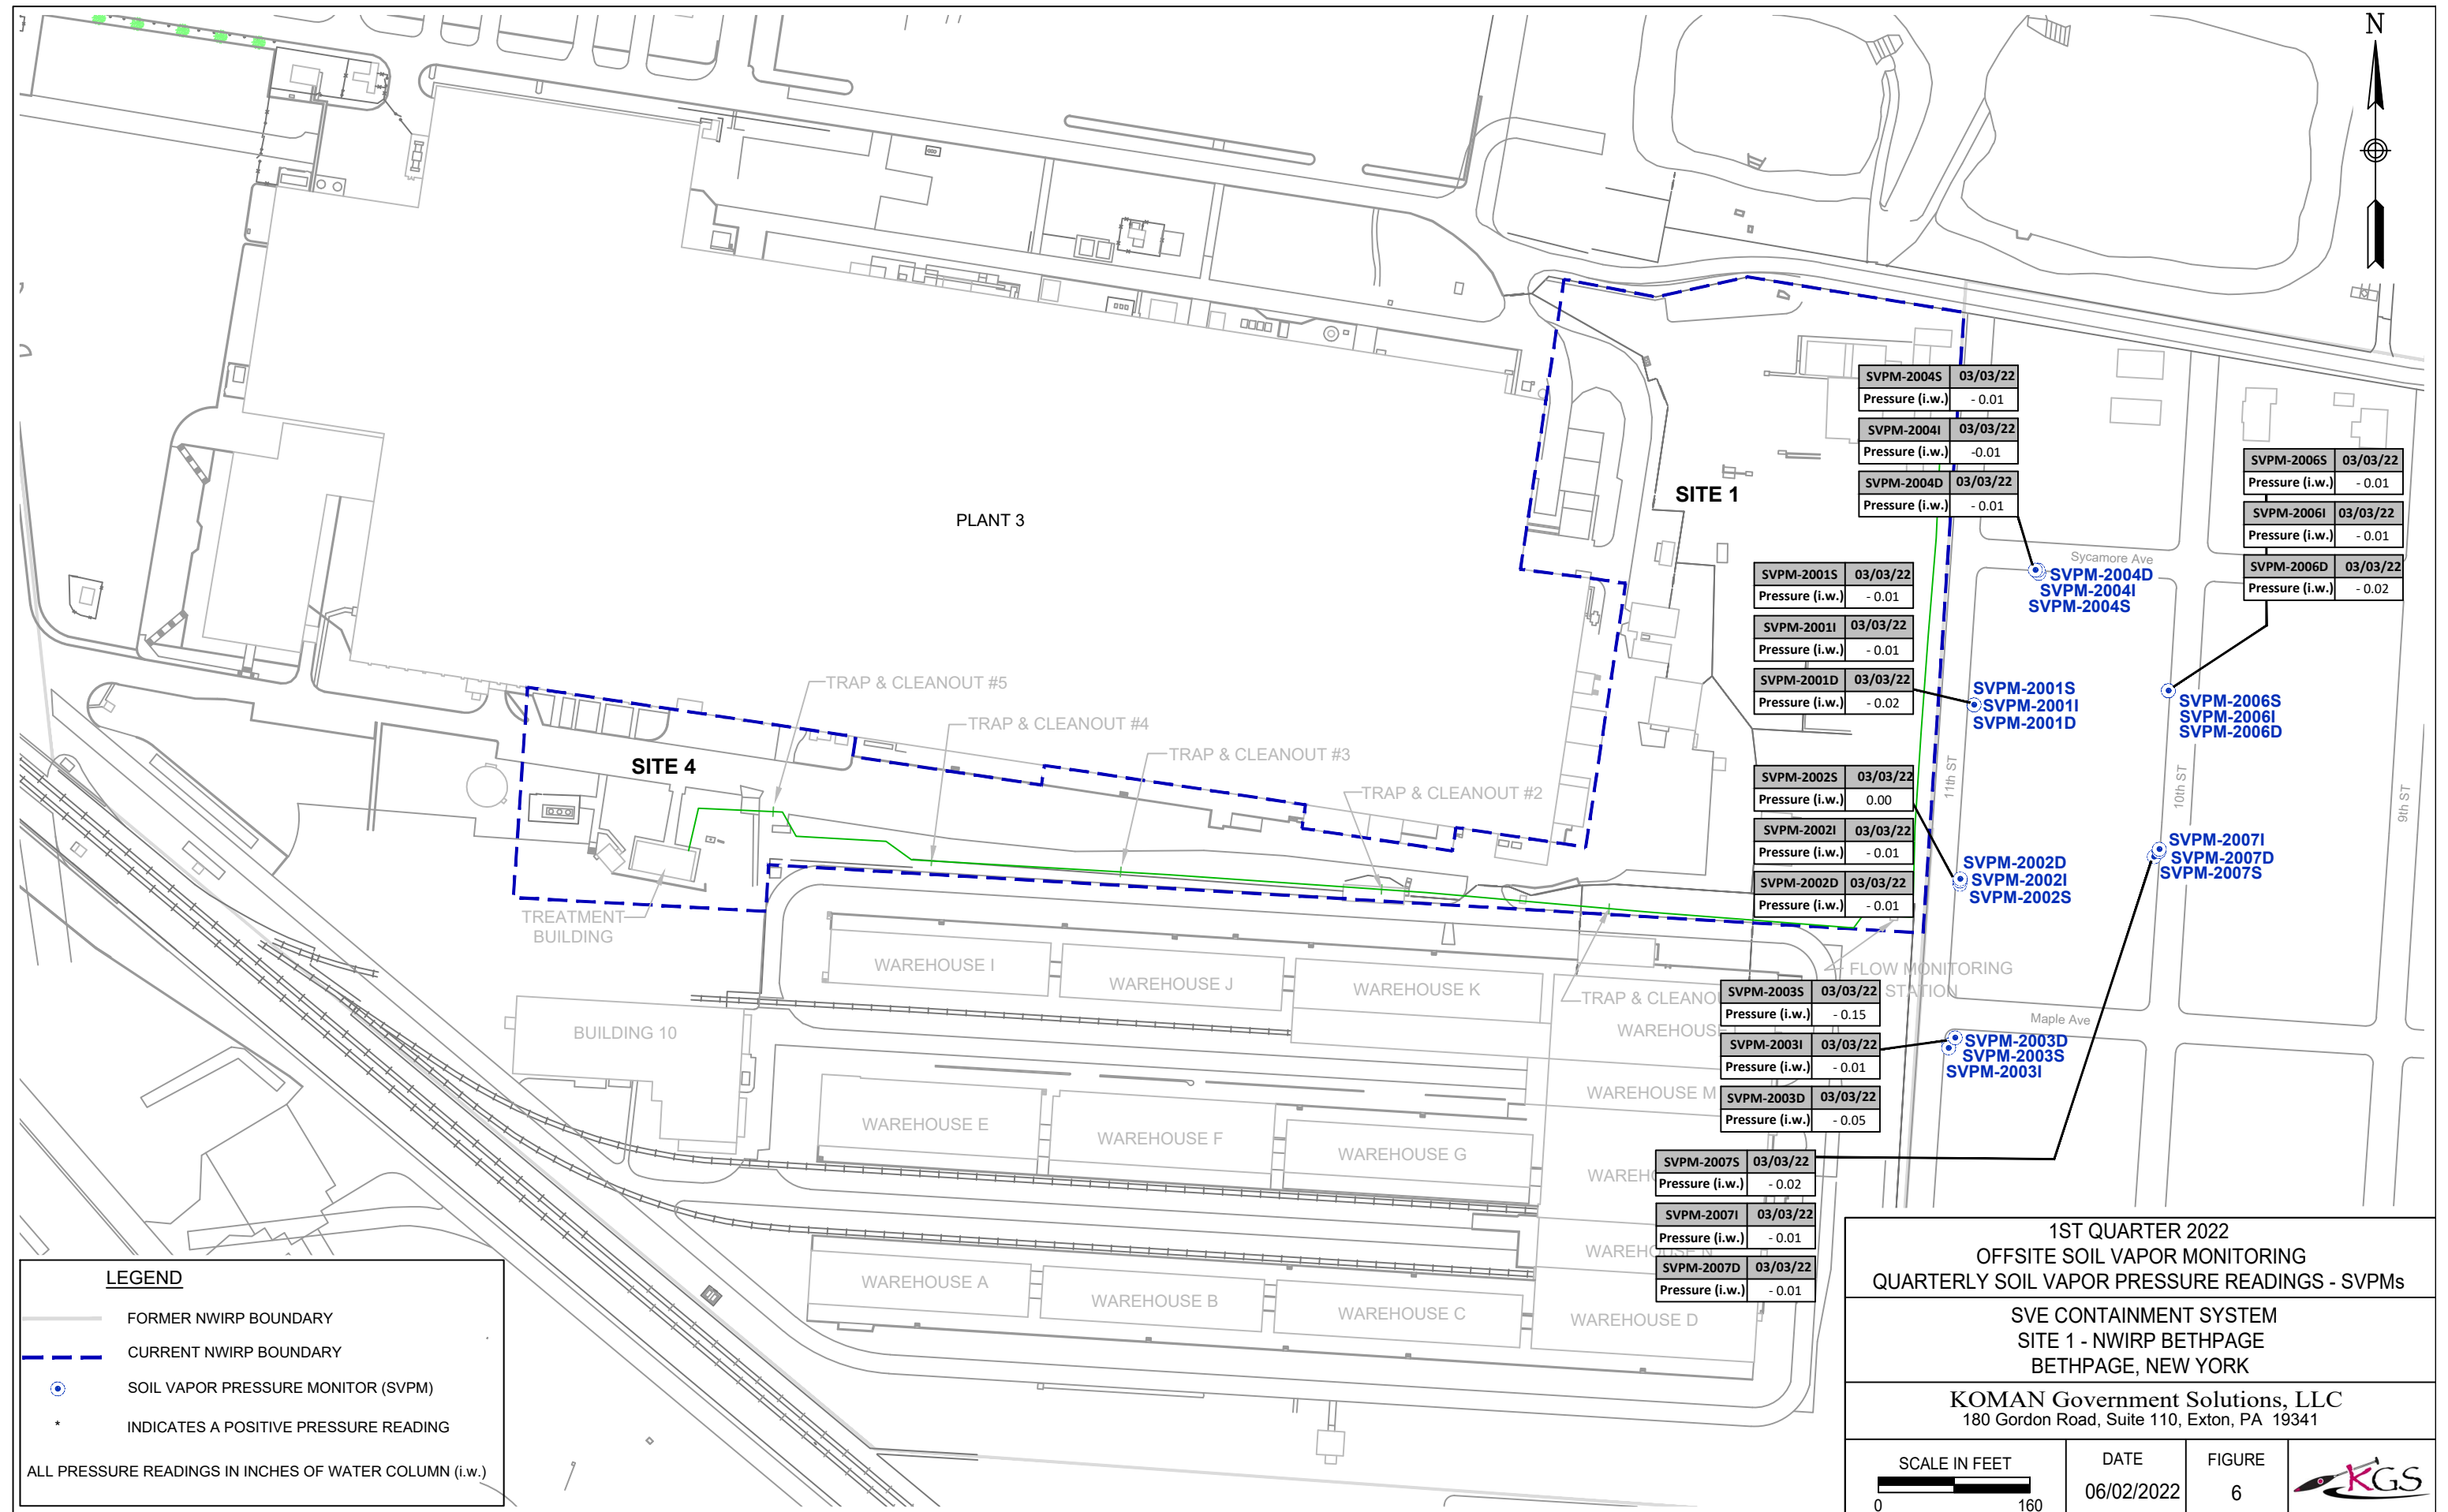 N
PLANT 3
SITE 1
SITE 4
SVPM-2004S 03/03/22
Pressure (i.w.) - 0.01
SVPM-2004I 03/03/22
Pressure (i.w.) -0.01
SVPM-2004D 03/03/22
Pressure (i.w.) - 0.01
SVPM-2006S 03/03/22
Pressure (i.w.) - 0.01
SVPM-2006I 03/03/22
Pressure (i.w.) - 0.01
SVPM-2006D 03/03/22
Pressure (i.w.) - 0.02
Sycamore Ave
SVPM-2004D
SVPM-2004I
SVPM-2004S
SVPM-2001S 03/03/22
Pressure (i.w.) - 0.01
SVPM-2001I 03/03/22
Pressure (i.w.) - 0.01
SVPM-2001D 03/03/22
Pressure (i.w.) - 0.02
SVPM-2001S
SVPM-2001I
SVPM-2001D
SVPM-2006S
SVPM-2006I
SVPM-2006D
TRAP & CLEANOUT #5
TRAP & CLEANOUT #4
TRAP & CLEANOUT #3
TRAP & CLEANOUT #2
11th ST
10th ST
9th ST
SVPM-2002S 03/03/22
Pressure (i.w.) 0.00
SVPM-2002I 03/03/22
Pressure (i.w.) - 0.01
SVPM-2002D 03/03/22
Pressure (i.w.) - 0.01
SVPM-2002D
SVPM-2002I
SVPM-2002S
SVPM-2007I
SVPM-2007D
SVPM-2007S
TREATMENT
BUILDING
FLOW MONITORING
STATION
WAREHOUSE I
WAREHOUSE J
WAREHOUSE K
TRAP & CLEANOU
WAREHOUSE
BUILDING 10
SVPM-2003S 03/03/22
Pressure (i.w.) - 0.15
SVPM-2003I 03/03/22
Pressure (i.w.) - 0.01
SVPM-2003D 03/03/22
Pressure (i.w.) - 0.05
Maple Ave
SVPM-2003D
SVPM-2003S
SVPM-2003I
WAREHOUSE M
WAREHOUSE E
WAREHOUSE F
WAREHOUSE G
WAREHO
SVPM-2007S 03/03/22
Pressure (i.w.) - 0.02
SVPM-2007I 03/03/22
Pressure (i.w.) - 0.01
SVPM-2007D 03/03/22
Pressure (i.w.) - 0.01
WAREHOUSE N
WAREHOUSE A
WAREHOUSE B
WAREHOUSE C
WAREHOUSE D
LEGEND
FORMER NWIRP BOUNDARY
CURRENT NWIRP BOUNDARY
SOIL VAPOR PRESSURE MONITOR (SVPM)
* INDICATES A POSITIVE PRESSURE READING
ALL PRESSURE READINGS IN INCHES OF WATER COLUMN (i.w.)
1ST QUARTER 2022
OFFSITE SOIL VAPOR MONITORING
QUARTERLY SOIL VAPOR PRESSURE READINGS - SVPMs
SVE CONTAINMENT SYSTEM
SITE 1 - NWIRP BETHPAGE
BETHPAGE, NEW YORK
KOMAN Government Solutions, LLC
180 Gordon Road, Suite 110, Exton, PA 19341
SCALE IN FEET
0 160
DATE
06/02/2022
FIGURE
6
KGS